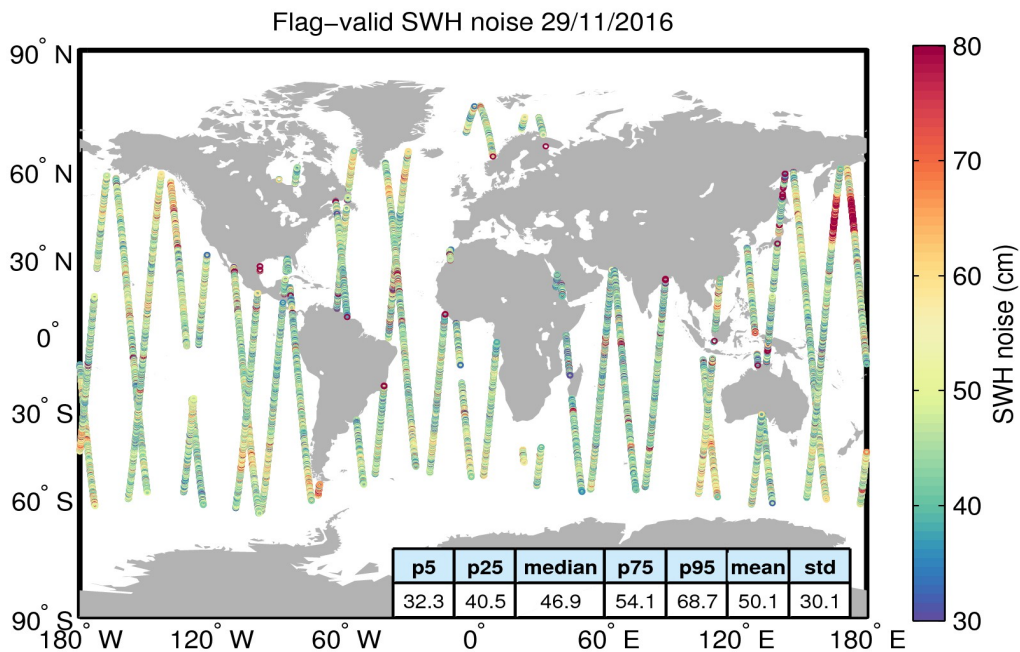 Flag−valid SWH noise 29/11/2016
90° N
60° N
30° N
0°
30° S
60° S
90° S
180° W
120° W
60° W
0°
60° E
120° E
180° E
80
70
60
50
40
30
SWH noise (cm)
p5 p25 median p75 p95 mean std
32.3 40.5 46.9 54.1 68.7 50.1 30.1